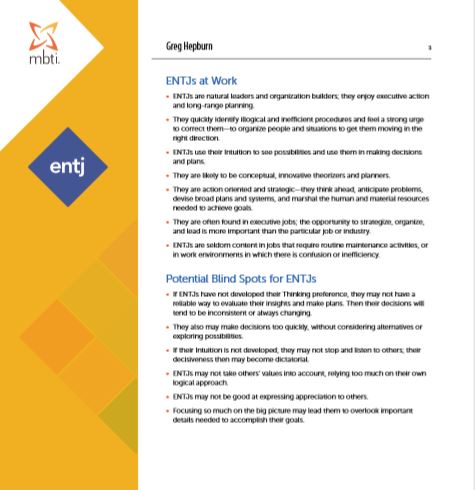 mbti.
entj
Greg Hepburn
3
ENTJs at Work
• ENTJs are natural leaders and organization builders; they enjoy executive action
and long-range planning.
• They quickly identify illogical and inefficient procedures and feel a strong urge
to correct them—to organize people and situations to get them moving in the
right direction.
• ENTJs use their Intuition to see possibilities and use them in making decisions
and plans.
• They are likely to be conceptual, innovative theorizers and planners.
• They are action oriented and strategic—they think ahead, anticipate problems,
devise broad plans and systems, and marshal the human and material resources
needed to achieve goals.
• They are often found in executive jobs; the opportunity to strategize, organize,
and lead is more important than the particular job or industry.
• ENTJs are seldom content in jobs that require routine maintenance activities, or
in work environments in which there is confusion or inefficiency.
Potential Blind Spots for ENTJs
• If ENTJs have not developed their Thinking preference, they may not have a
reliable way to evaluate their insights and make plans. Then their decisions will
tend to be inconsistent or always changing.
• They also may make decisions too quickly, without considering alternatives or
exploring possibilities.
• If their Intuition is not developed, they may not stop and listen to others; their
decisiveness then may become dictatorial.
• ENTJs may not take others' values into account, relying too much on their own
logical approach.
• ENTJs may not be good at expressing appreciation to others.
• Focusing so much on the big picture may lead them to overlook important
details needed to accomplish their goals.